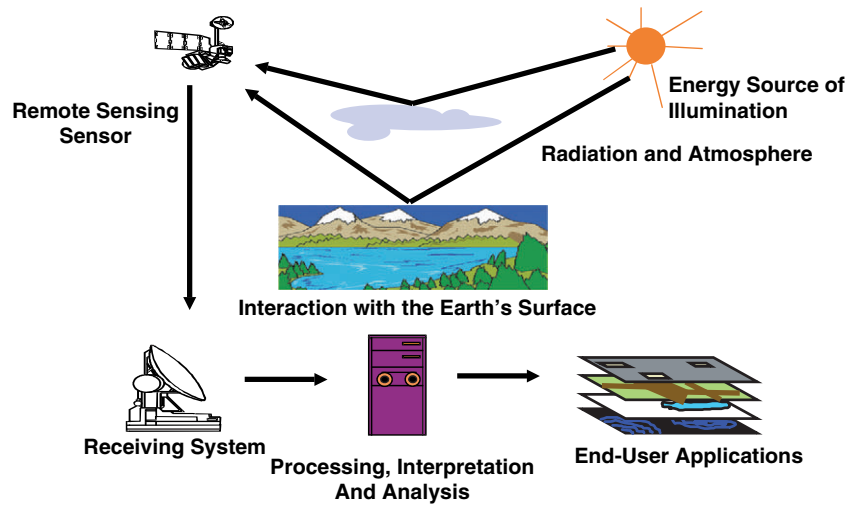 Remote Sensing
Sensor
Energy Source of
Illumination
Radiation and Atmosphere
Interaction with the Earth's Surface
Receiving System
Processing, Interpretation
And Analysis
End-User Applications